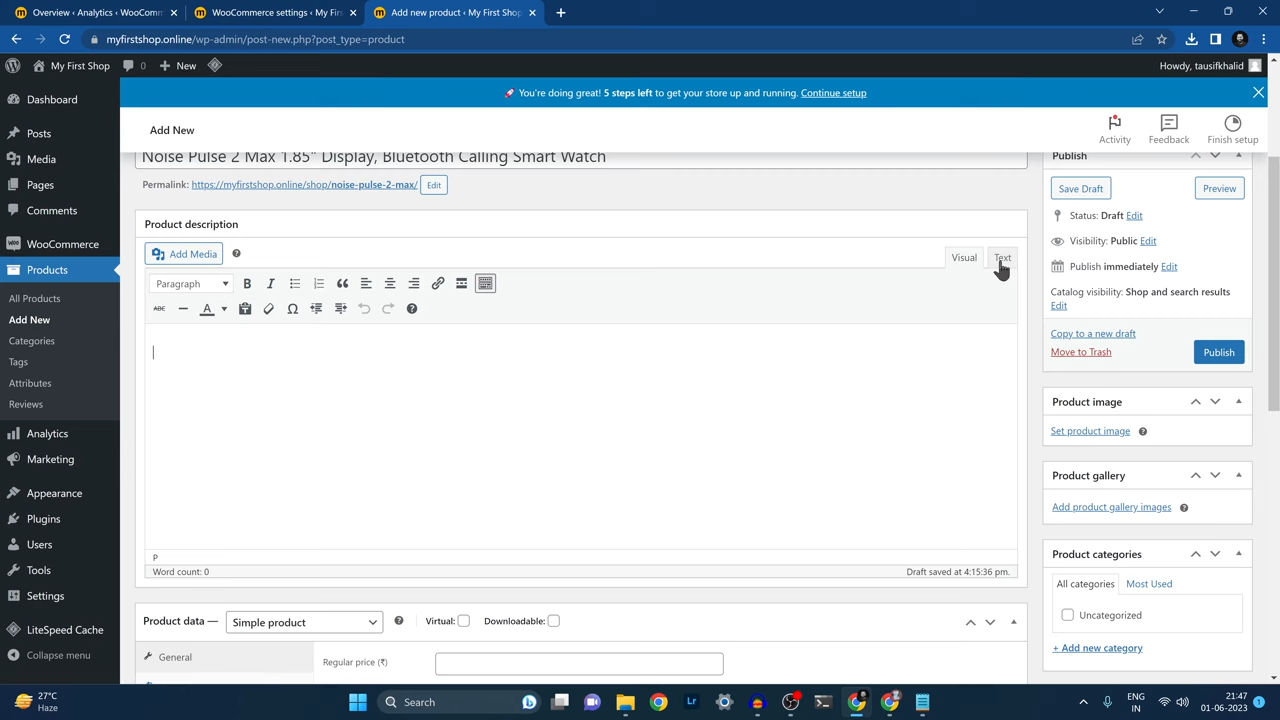 Overview ‹ Analytics ‹ WooComm
WooCommerce settings ‹ My First S
Add new product ‹ My First Shop
myfirstshop.online/wp-admin/post-new.php?post_type=product
My First Shop
0
New
Howdy, tausifkhalid
🚀 You're doing great! 5 steps left to get your store up and running. Continue setup
Add New
Activity
Feedback
Finish setup
Dashboard
Posts
Media
Pages
Comments
WooCommerce
Products
All Products
Add New
Categories
Tags
Attributes
Reviews
Analytics
Marketing
Appearance
Plugins
Users
Tools
Settings
LiteSpeed Cache
Collapse menu
Noise Pulse 2 Max 1.85" Display, Bluetooth Calling Smart Watch
Permalink: https://myfirstshop.online/shop/noise-pulse-2-max/ Edit
Product description
Add Media
Visual
Text
Paragraph
B
I
ABC
A
Ω
P
Word count: 0
Draft saved at 4:15:36 pm.
Product data —
Simple product
Virtual:
Downloadable:
General
Regular price (₹)
Publish
Save Draft
Preview
Status: Draft Edit
Visibility: Public Edit
Publish immediately Edit
Catalog visibility: Shop and search results
Edit
Copy to a new draft
Move to Trash
Publish
Product image
Set product image
Product gallery
Add product gallery images
Product categories
All categories
Most Used
Uncategorized
+ Add new category
27°C
Haze
Search
Lr
ENG
IN
21:47
01-06-2023
1